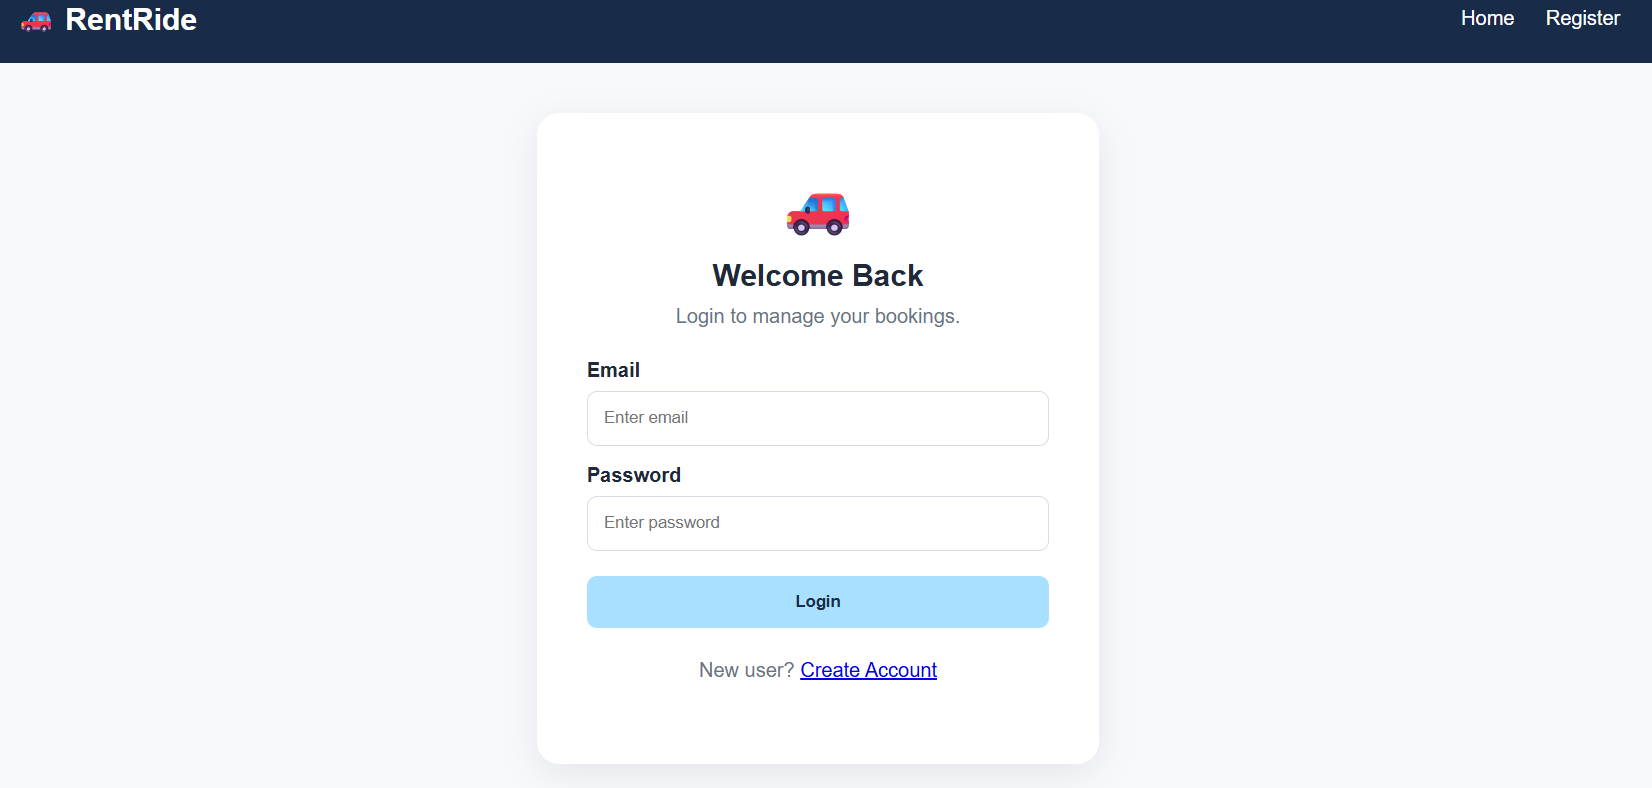 RentRide
Home
Register
Welcome Back
Login to manage your bookings.
Email
Enter email
Password
Enter password
Login
New user? Create Account